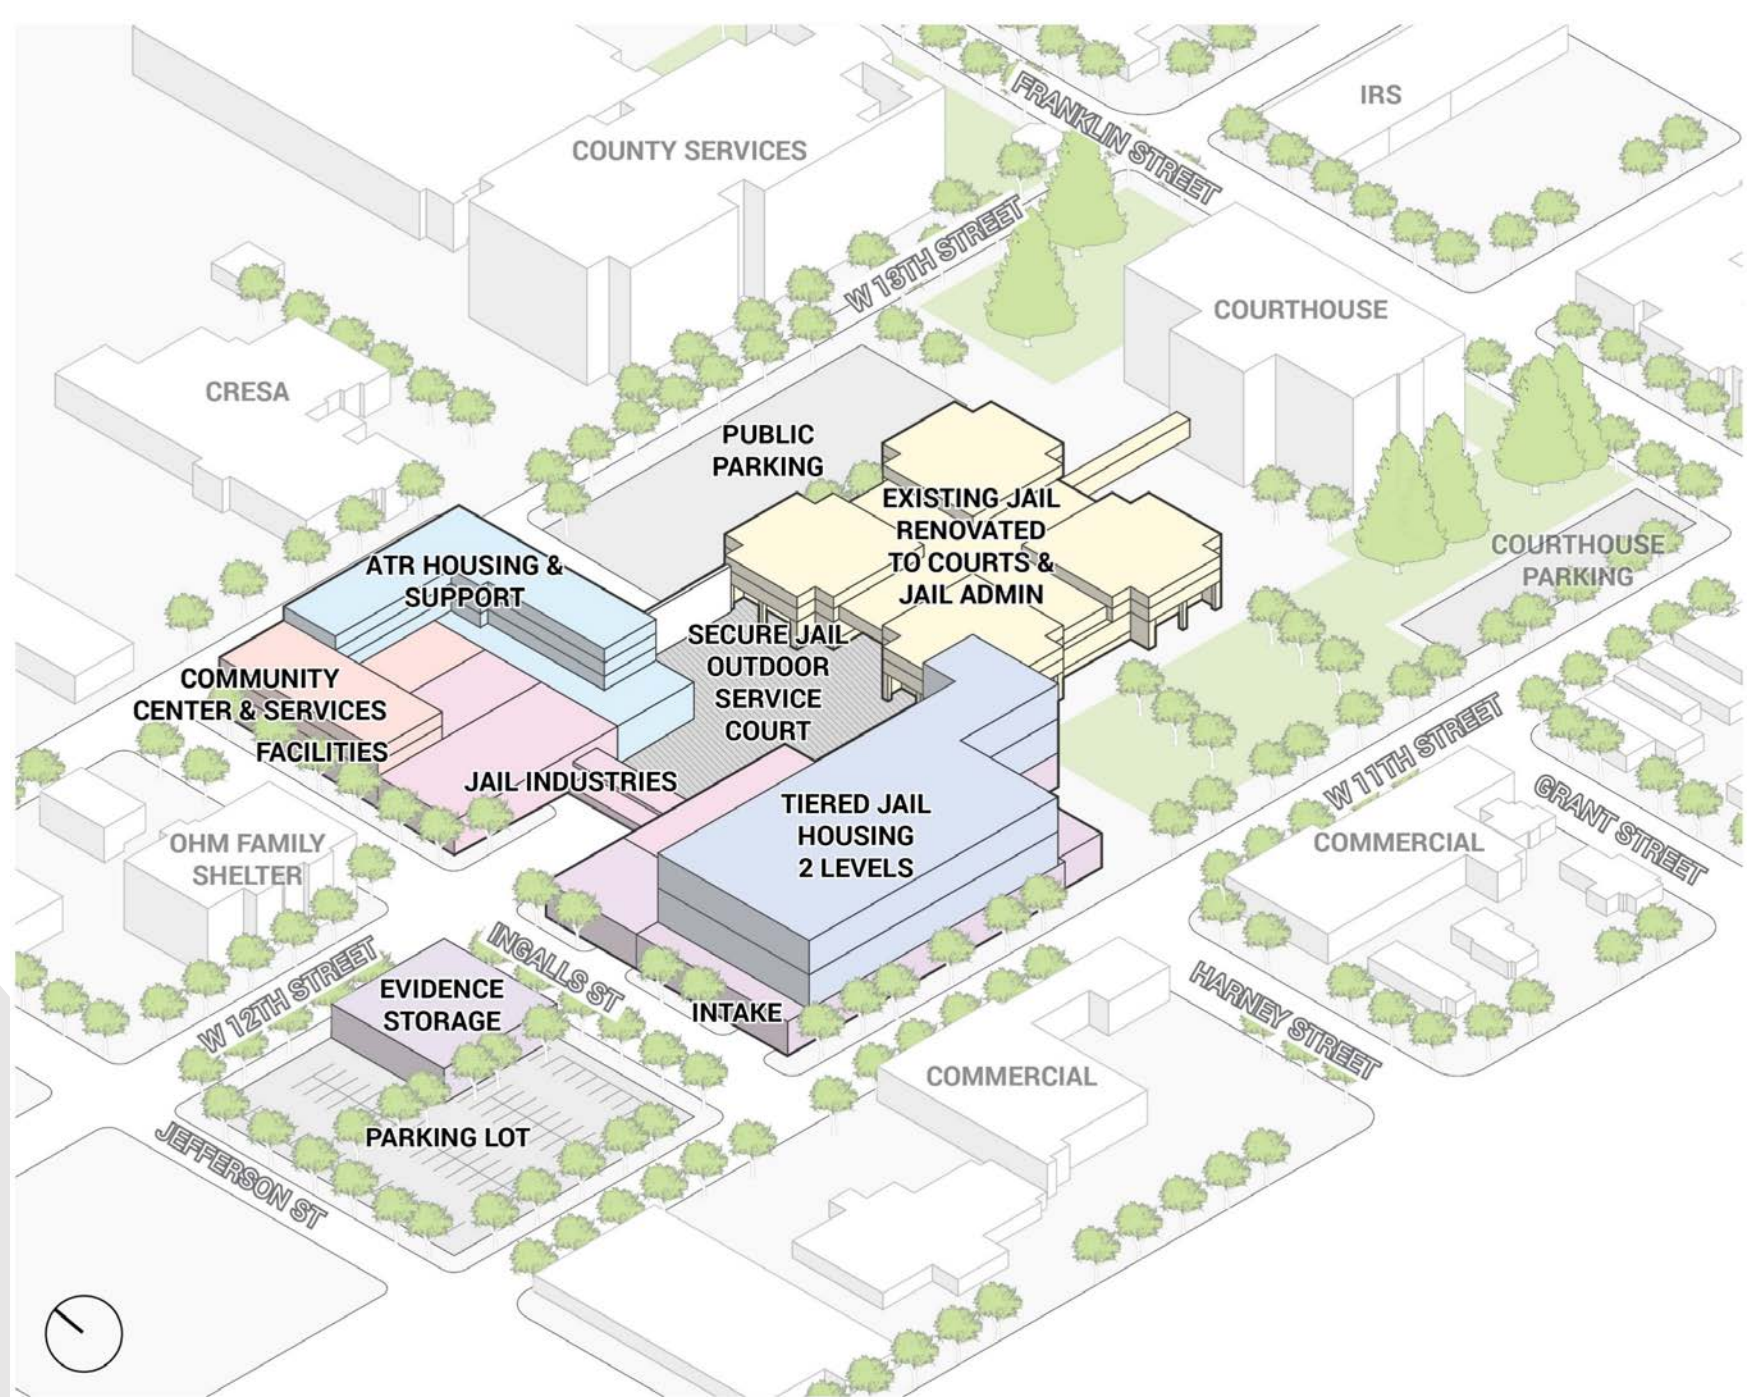 FRANKLIN STREET
IRS
COUNTY SERVICES
W 13TH STREET
COURTHOUSE
CRESA
PUBLIC
PARKING
EXISTING JAIL
RENOVATED
TO COURTS &
JAIL ADMIN
COURTHOUSE
PARKING
ATR HOUSING &
SUPPORT
SECURE JAIL
OUTDOOR
SERVICE
COURT
COMMUNITY
CENTER & SERVICES
FACILITIES
JAIL INDUSTRIES
TIERED JAIL
HOUSING
2 LEVELS
W 11TH STREET
GRANT STREET
COMMERCIAL
OHM FAMILY
SHELTER
W 12TH STREET
INGALLS ST
EVIDENCE
STORAGE
INTAKE
HARNEY STREET
COMMERCIAL
PARKING LOT
JEFFERSON ST